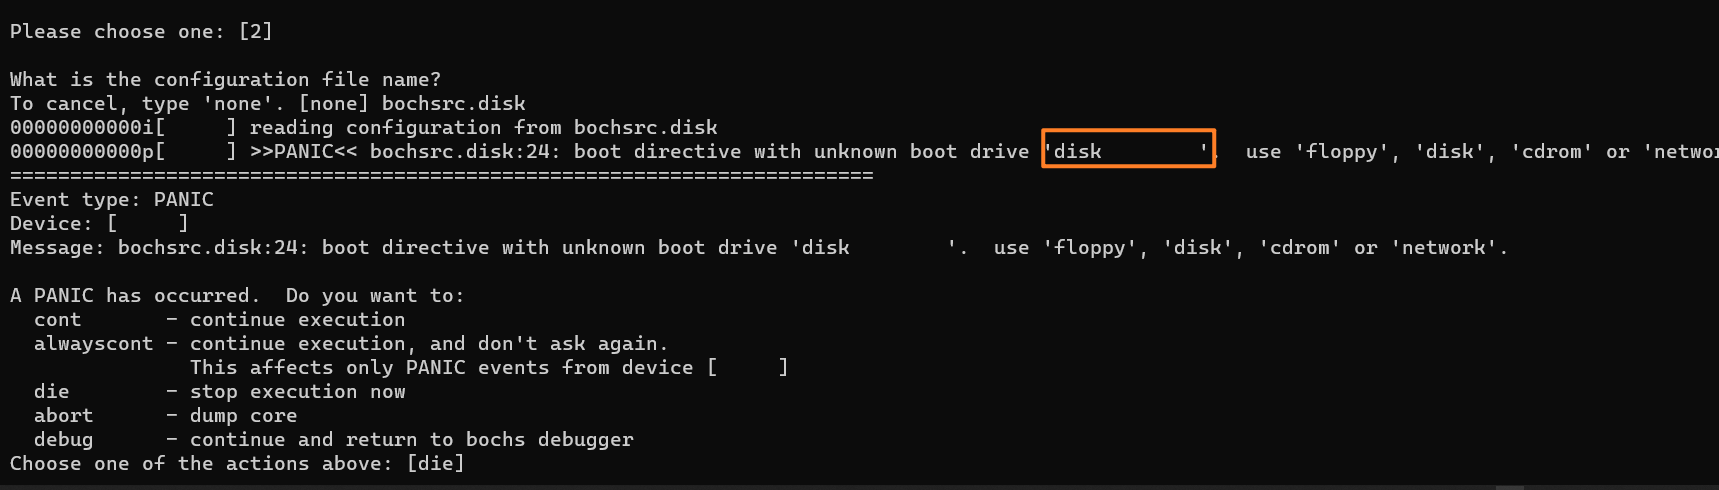 Please choose one: [2]
What is the configuration file name?
To cancel, type 'none'. [none] bochsrc.disk
00000000000i[      ] reading configuration from bochsrc.disk
00000000000p[      ] >>PANIC<< bochsrc.disk:24: boot directive with unknown boot drive 'disk        '.  use 'floppy', 'disk', 'cdrom' or 'networ
========================================================================
Event type: PANIC
Device: [     ]
Message: bochsrc.disk:24: boot directive with unknown boot drive 'disk        '.  use 'floppy', 'disk', 'cdrom' or 'network'.
A PANIC has occurred.  Do you want to:
  cont       - continue execution
  alwayscont - continue execution, and don't ask again.
               This affects only PANIC events from device [     ]
  die        - stop execution now
  abort      - dump core
  debug      - continue and return to bochs debugger
Choose one of the actions above: [die]